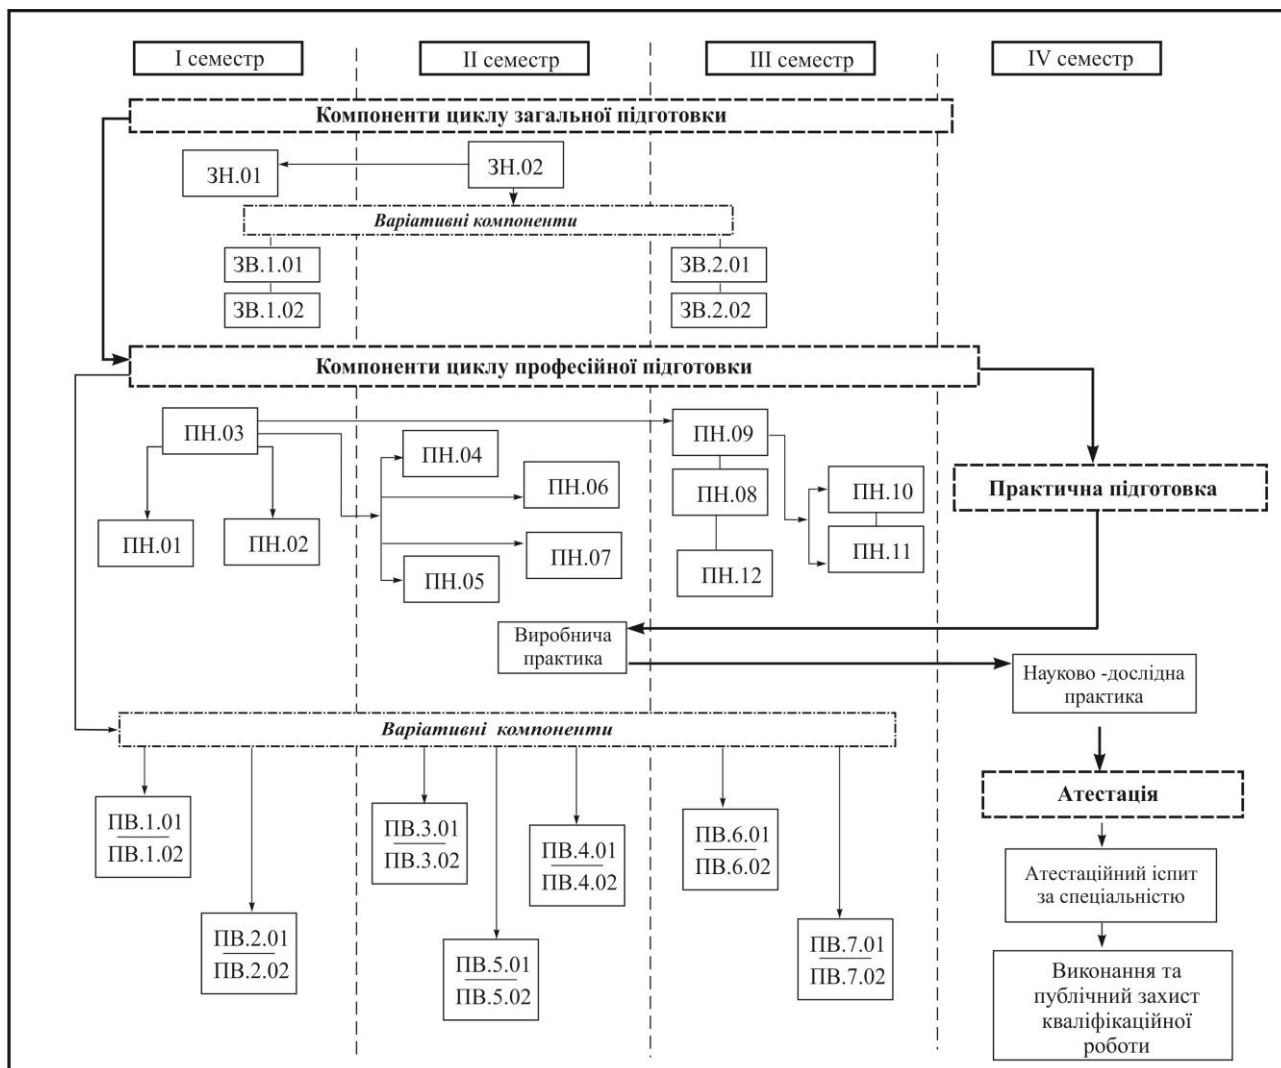 І семестр
ІІ семестр
ІІІ семестр
IV семестр
Компоненти циклу загальної підготовки
ЗН.01
ЗН.02
Варіативні компоненти
ЗВ.1.01
ЗВ.2.01
ЗВ.1.02
ЗВ.2.02
Компоненти циклу професійної підготовки
ПН.03
ПН.04
ПН.09
ПН.06
ПН.08
ПН.10
Практична підготовка
ПН.01
ПН.02
ПН.07
ПН.11
ПН.05
ПН.12
Виробнича
практика
Науково -дослідна
практика
Варіативні компоненти
Атестація
ПВ.1.01
ПВ.1.02
ПВ.3.01
ПВ.3.02
ПВ.4.01
ПВ.4.02
ПВ.6.01
ПВ.6.02
Атестаційний іспит
за спеціальністю
ПВ.2.01
ПВ.2.02
ПВ.5.01
ПВ.5.02
ПВ.7.01
ПВ.7.02
Виконання та
публічний захист
кваліфікаційної
роботи